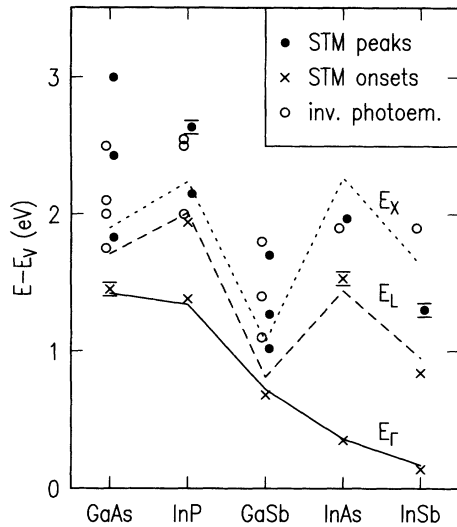 ● STM peaks
× STM onsets
○ inv. photoem.
3
2
1
0
E−E_V (eV)
E_X
E_L
E_Γ
GaAs InP GaSb InAs InSb